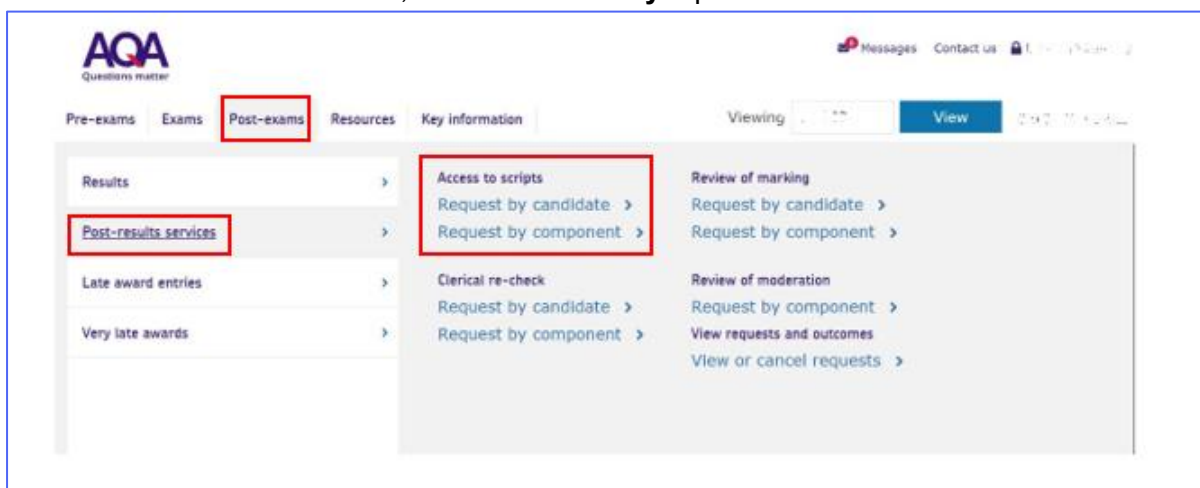 AQA
Questions matter
Messages Contact us
Pre-exams Exams Post-exams Resources Key information Viewing View
Results
Post-results services
Late award entries
Very late awards
Access to scripts
Request by candidate >
Request by component >
Clerical re-check
Request by candidate >
Request by component >
Review of marking
Request by candidate >
Request by component >
Review of moderation
Request by component >
View requests and outcomes
View or cancel requests >